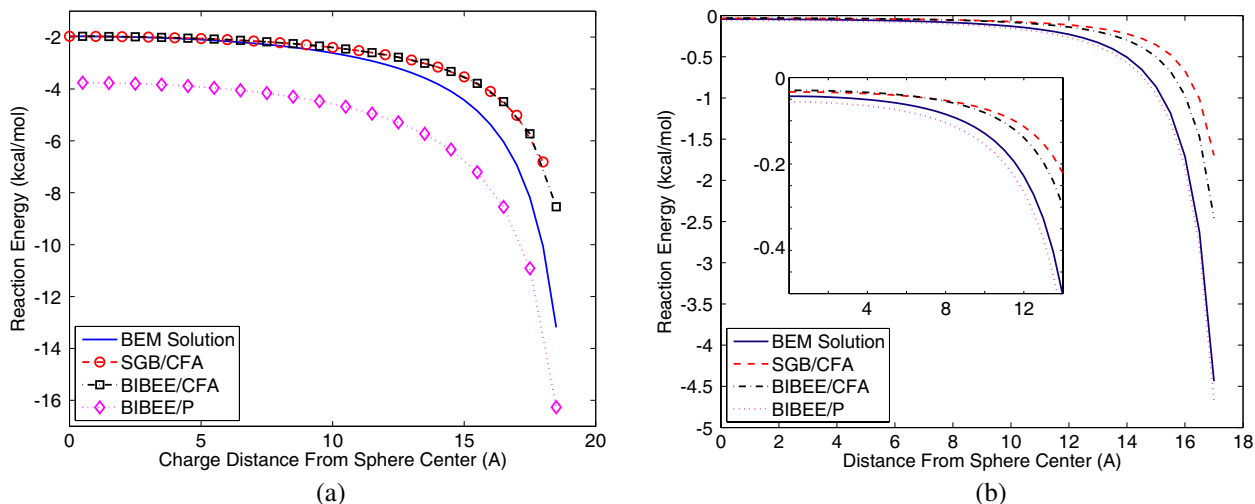 -2
-4
-6
-8
-10
-12
-14
-16
0
5
10
15
20
Reaction Energy (kcal/mol)
Charge Distance From Sphere Center (A)
BEM Solution
SGB/CFA
BIBEE/CFA
BIBEE/P
(a)
0
-0.5
-1
-1.5
-2
-2.5
-3
-3.5
-4
-4.5
-5
0
2
4
6
8
10
12
14
16
18
Reaction Energy (kcal/mol)
Distance From Sphere Center (A)
0
-0.2
-0.4
4
8
12
BEM Solution
SGB/CFA
BIBEE/CFA
BIBEE/P
(b)